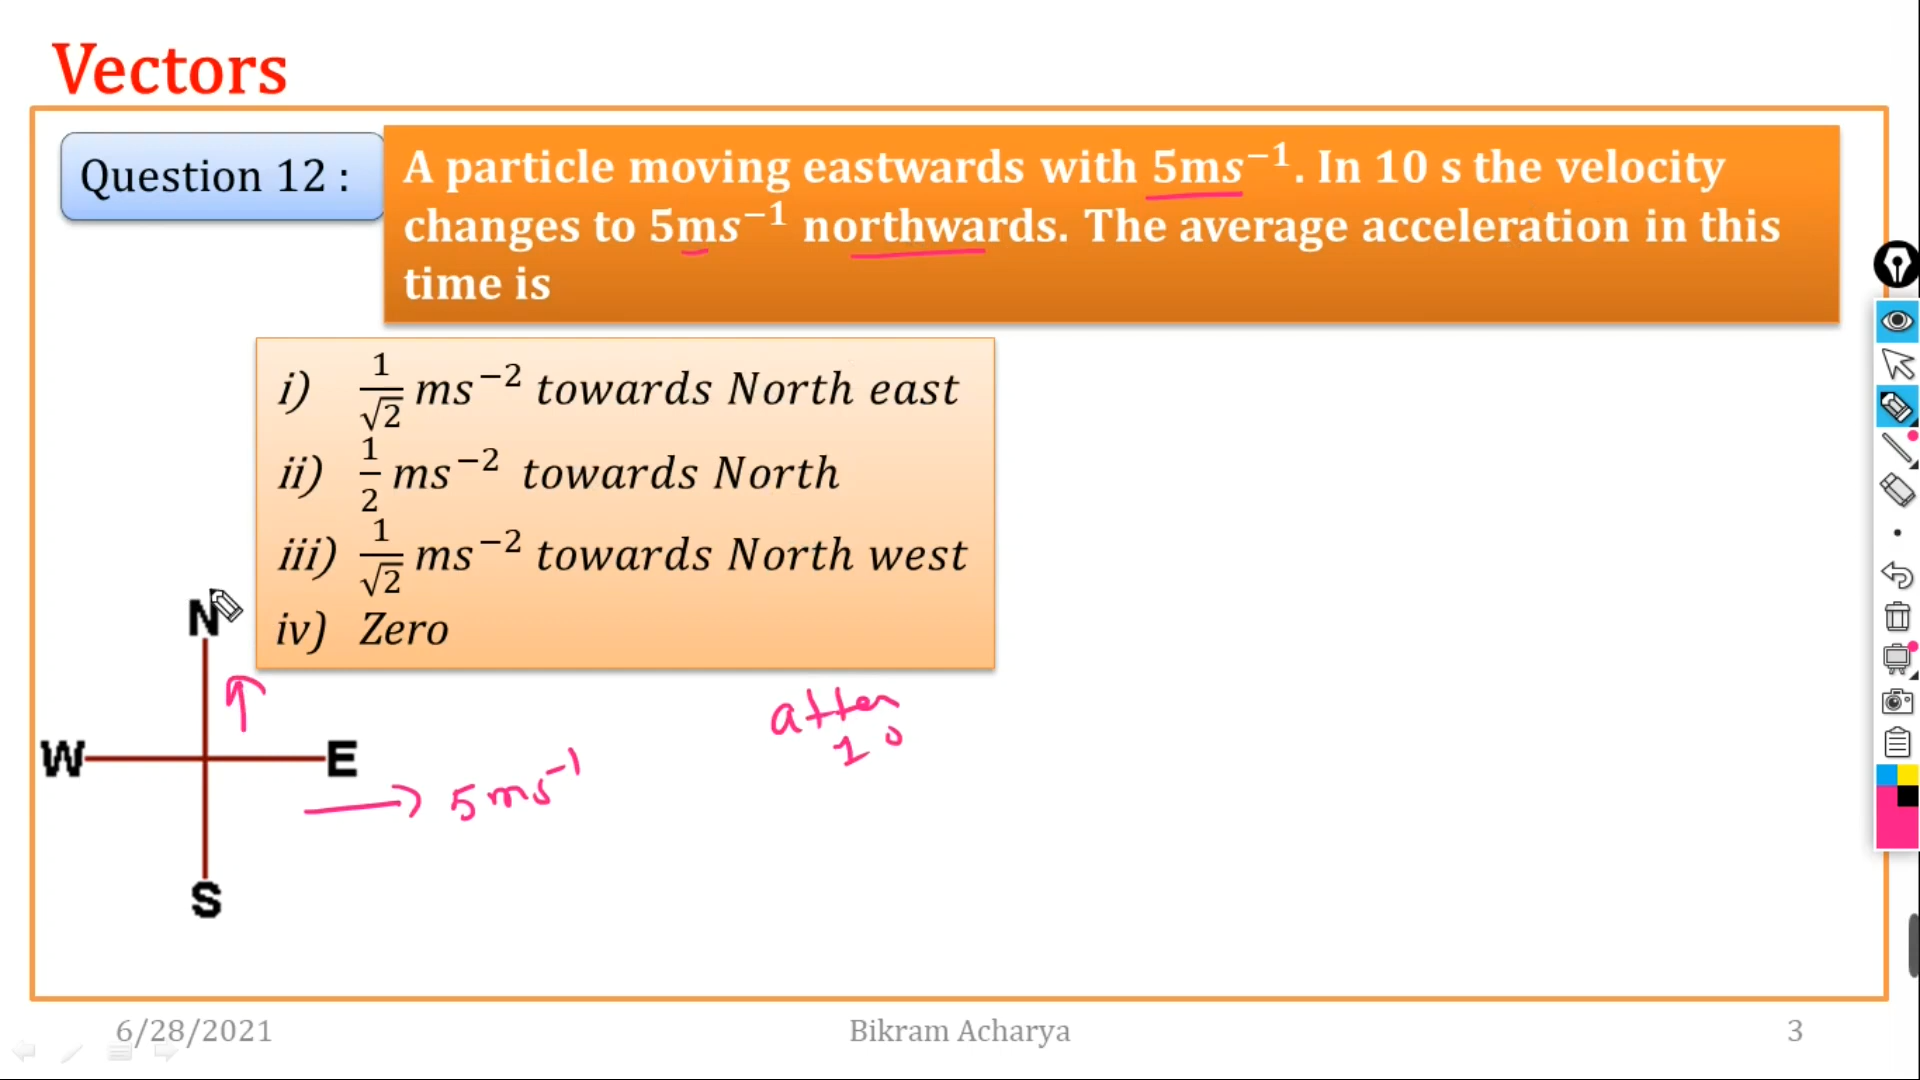 Vectors
Question 12 :
A particle moving eastwards with 5ms⁻¹. In 10 s the velocity
changes to 5ms⁻¹ northwards. The average acceleration in this
time is
i) 1/√2 ms⁻² towards North east
ii) 1/2 ms⁻² towards North
iii) 1/√2 ms⁻² towards North west
iv) Zero
N
W
E
S
5 ms⁻¹
after
10
6/28/2021
Bikram Acharya
3